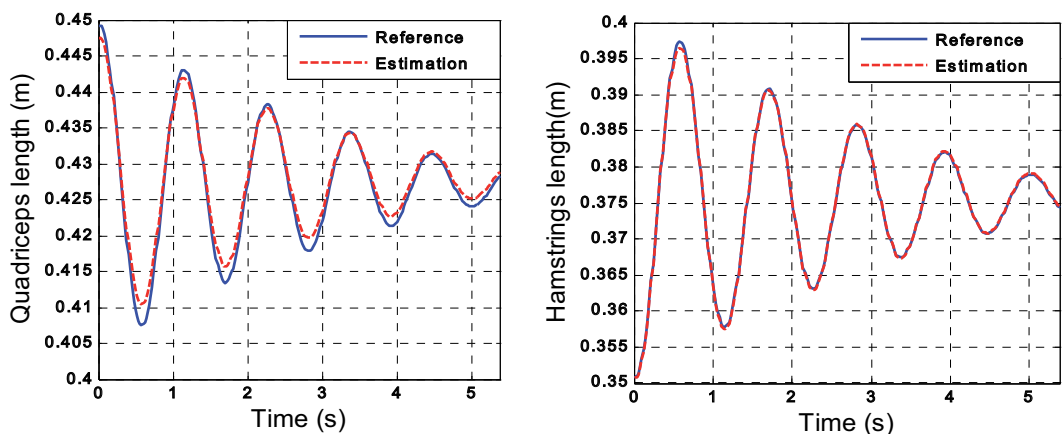 0.45
0.445
0.44
0.435
0.43
0.425
0.42
0.415
0.41
0.405
0.4
Quadriceps length (m)
Reference
Estimation
0 1 2 3 4 5
Time (s)
0.4
0.395
0.39
0.385
0.38
0.375
0.37
0.365
0.36
0.355
0.35
Hamstrings length(m)
Reference
Estimation
0 1 2 3 4 5
Time (s)